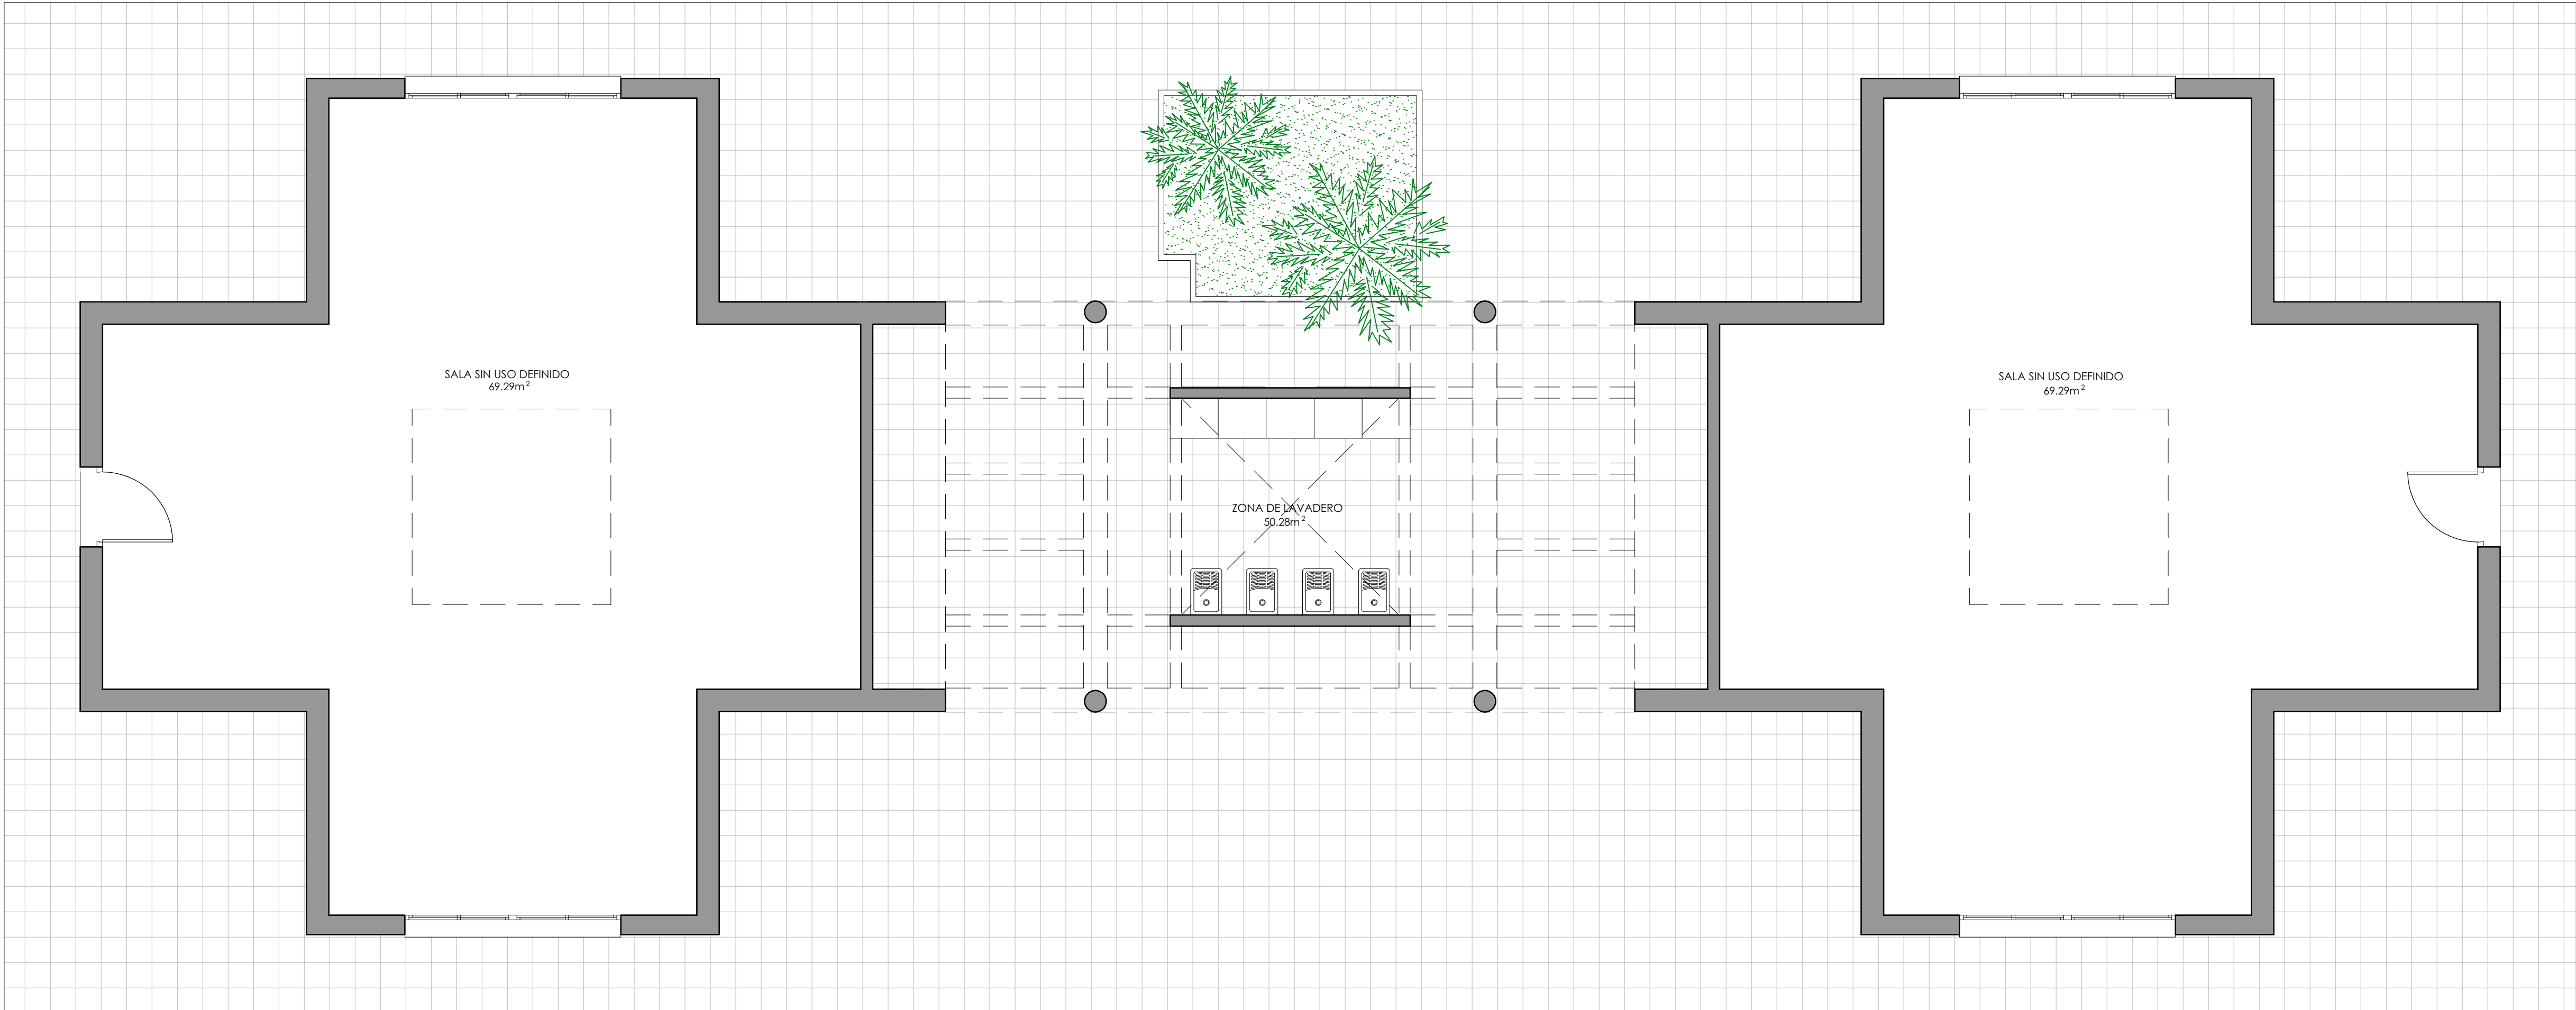 SALA SIN USO DEFINIDO
69.29m²
ZONA DE LAVADERO
50.28m²
SALA SIN USO DEFINIDO
69.29m²